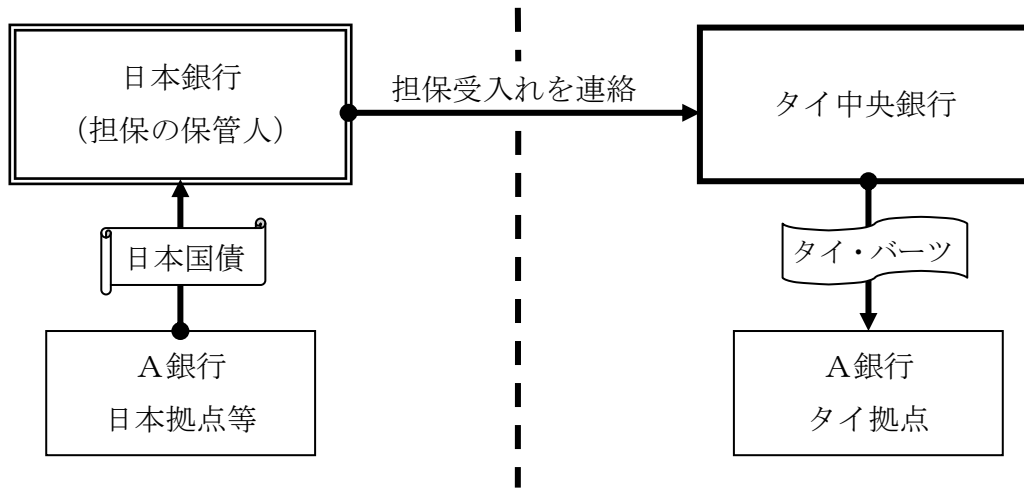 日本銀行
（担保の保管人）
担保受入れを連絡
タイ中央銀行
日本国債
タイ・バーツ
Ａ銀行
日本拠点等
Ａ銀行
タイ拠点